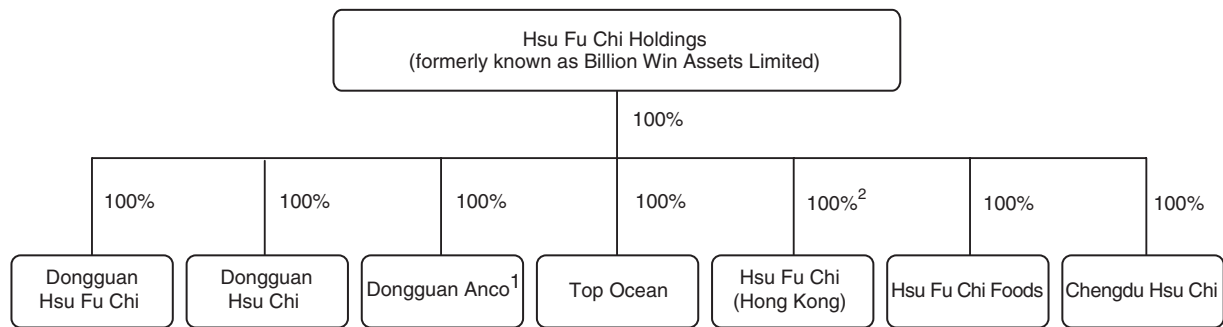 Hsu Fu Chi Holdings
(formerly known as Billion Win Assets Limited)
100%
100%
100%
100%
100%
100%2
100%
100%
Dongguan
Hsu Fu Chi
Dongguan
Hsu Chi
Dongguan Anco1
Top Ocean
Hsu Fu Chi
(Hong Kong)
Hsu Fu Chi Foods
Chengdu Hsu Chi